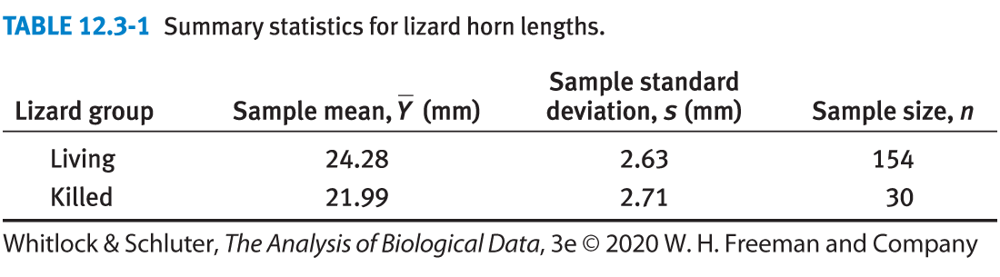 TABLE 12.3-1 Summary statistics for lizard horn lengths.
Lizard group Sample mean, Y̅ (mm) Sample standard deviation, s (mm) Sample size, n
Living 24.28 2.63 154
Killed 21.99 2.71 30
Whitlock & Schluter, The Analysis of Biological Data, 3e © 2020 W. H. Freeman and Company